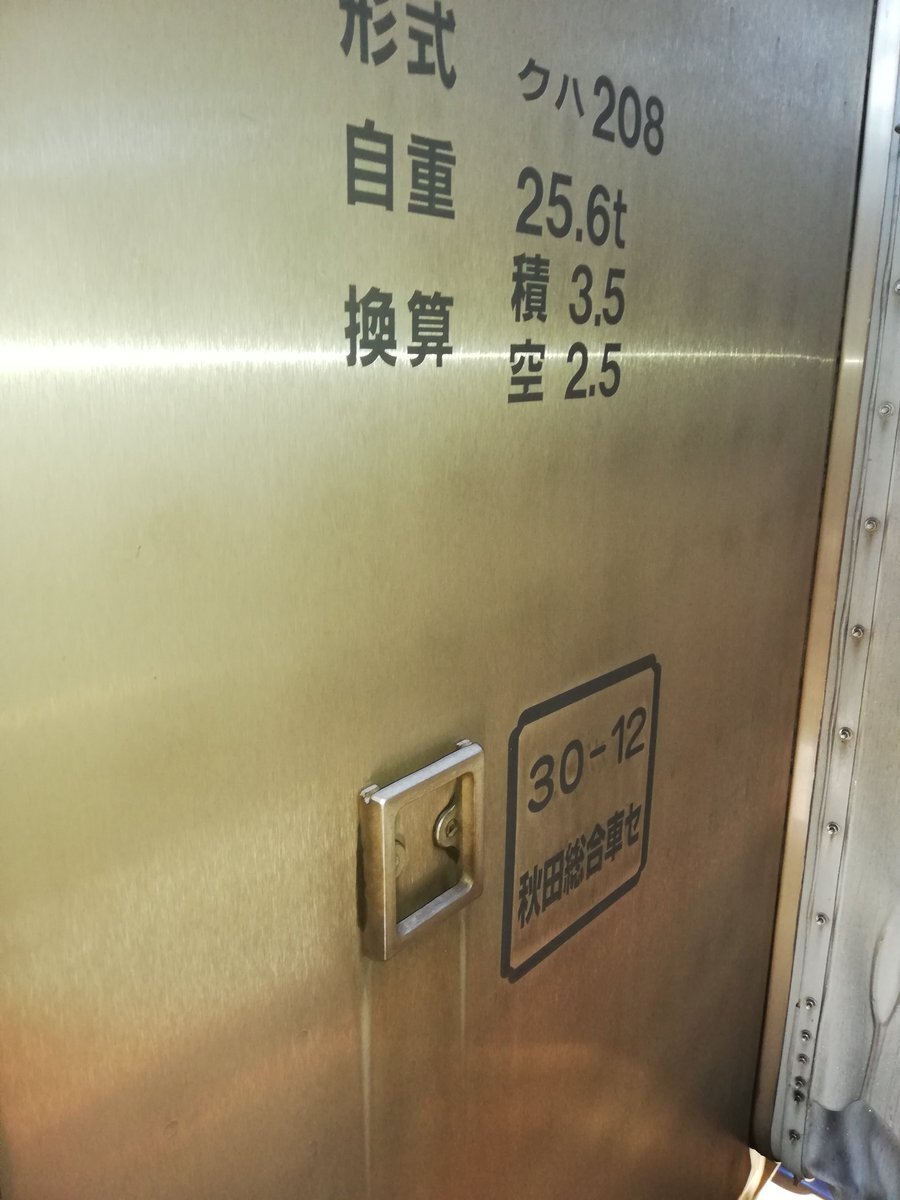 形式 クハ208
自重 25.6t
換算 積 3.5
空 2.5
30-12
秋田総合車セ